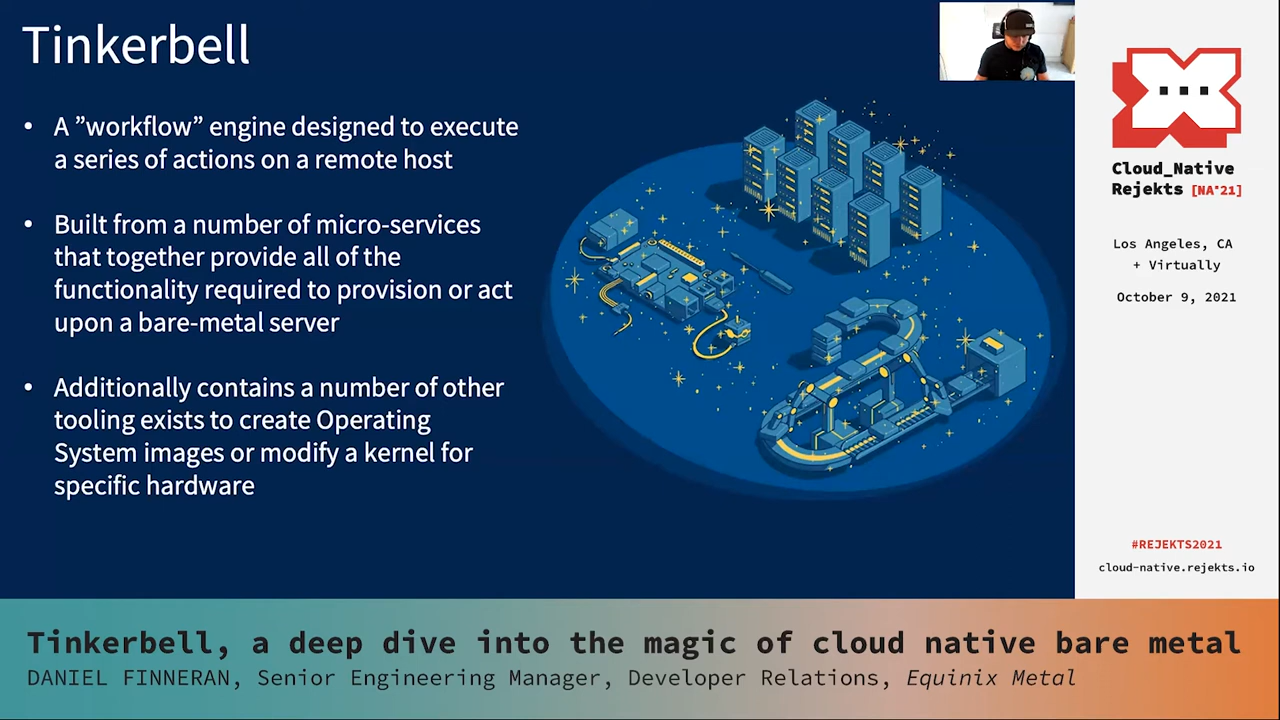 Tinkerbell
• A ”workflow” engine designed to execute
a series of actions on a remote host
• Built from a number of micro-services
that together provide all of the
functionality required to provision or act
upon a bare-metal server
• Additionally contains a number of other
tooling exists to create Operating
System images or modify a kernel for
specific hardware
Cloud_Native
Rejekts [NA'21]
Los Angeles, CA
+ Virtually
October 9, 2021
#REJEKTS2021
cloud-native.rejekts.io
Tinkerbell, a deep dive into the magic of cloud native bare metal
DANIEL FINNERAN, Senior Engineering Manager, Developer Relations, Equinix Metal